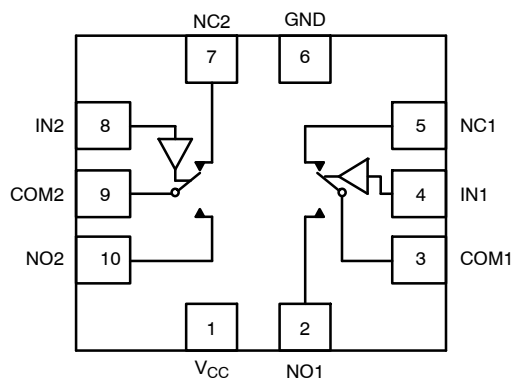 NC2 GND
7 6
IN2 8 5 NC1
COM2 9 4 IN1
NO2 10 3 COM1
1 2
VCC NO1